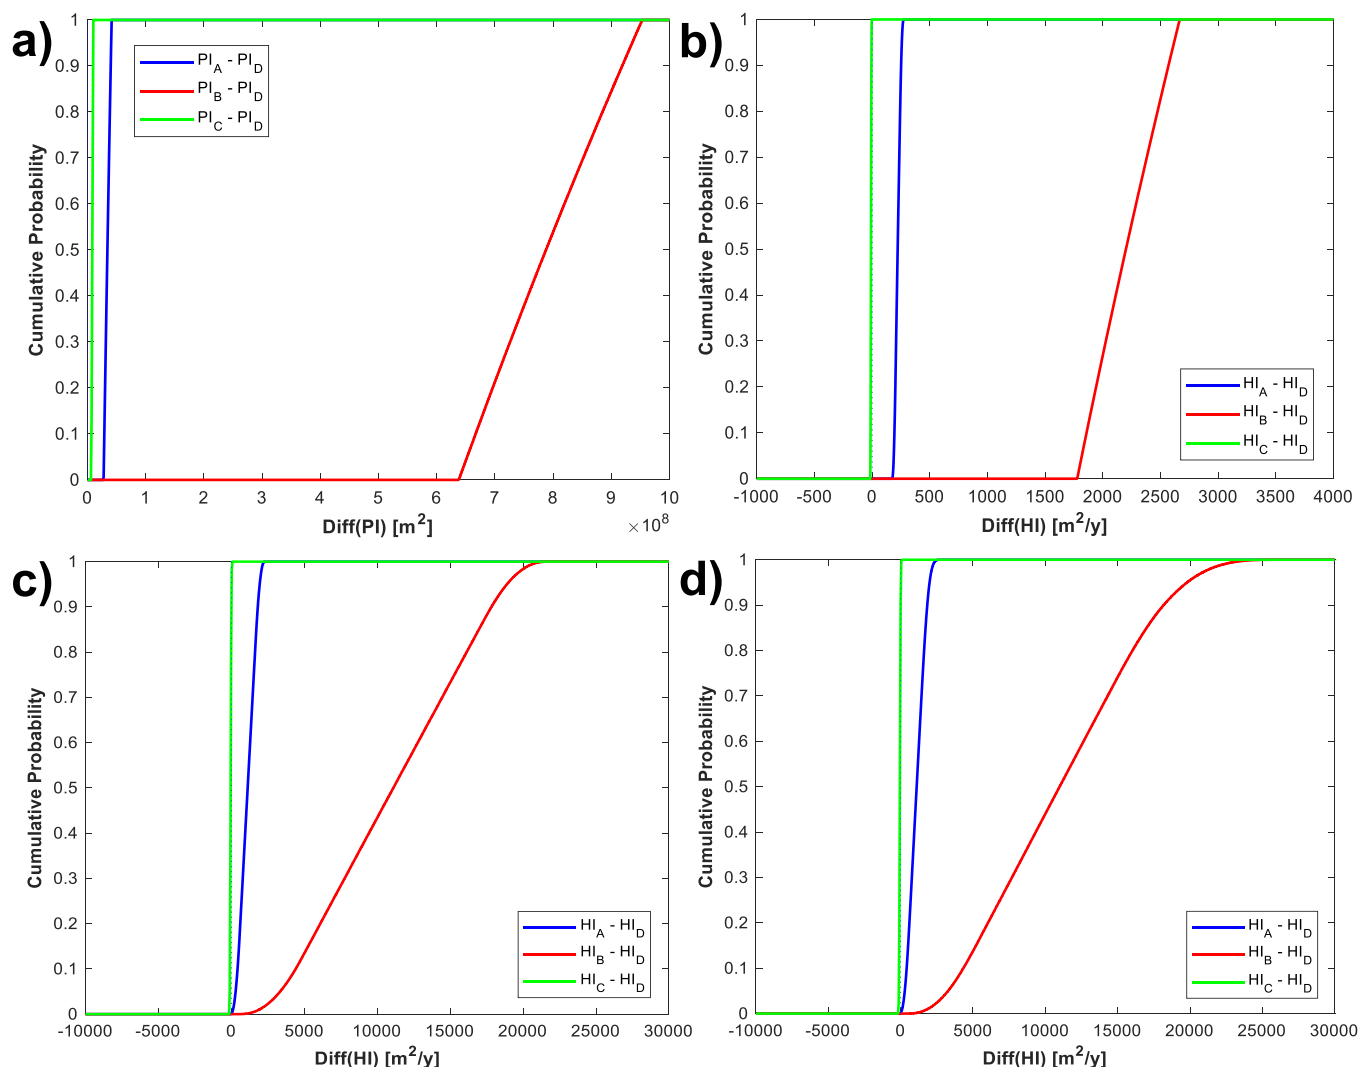 a)
Cumulative Probability
1
0.9
0.8
0.7
0.6
0.5
0.4
0.3
0.2
0.1
0
PI_A - PI_D
PI_B - PI_D
PI_C - PI_D
0 1 2 3 4 5 6 7 8 9 10
Diff(PI) [m²]
×10⁸
b)
Cumulative Probability
1
0.9
0.8
0.7
0.6
0.5
0.4
0.3
0.2
0.1
0
HI_A - HI_D
HI_B - HI_D
HI_C - HI_D
-1000 -500 0 500 1000 1500 2000 2500 3000 3500 4000
Diff(HI) [m²/y]
c)
Cumulative Probability
1
0.9
0.8
0.7
0.6
0.5
0.4
0.3
0.2
0.1
0
HI_A - HI_D
HI_B - HI_D
HI_C - HI_D
-10000 -5000 0 5000 10000 15000 20000 25000 30000
Diff(HI) [m²/y]
d)
Cumulative Probability
1
0.9
0.8
0.7
0.6
0.5
0.4
0.3
0.2
0.1
0
HI_A - HI_D
HI_B - HI_D
HI_C - HI_D
-10000 -5000 0 5000 10000 15000 20000 25000 30000
Diff(HI) [m²/y]